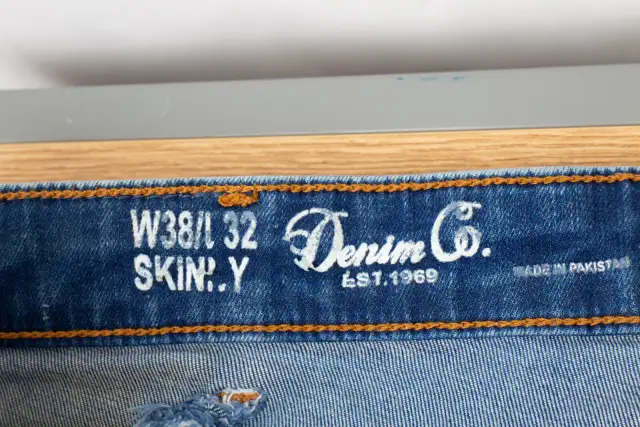 W38/L 32
SKINNY
Denim Co.
EST.1969
MADE IN PAKISTAN